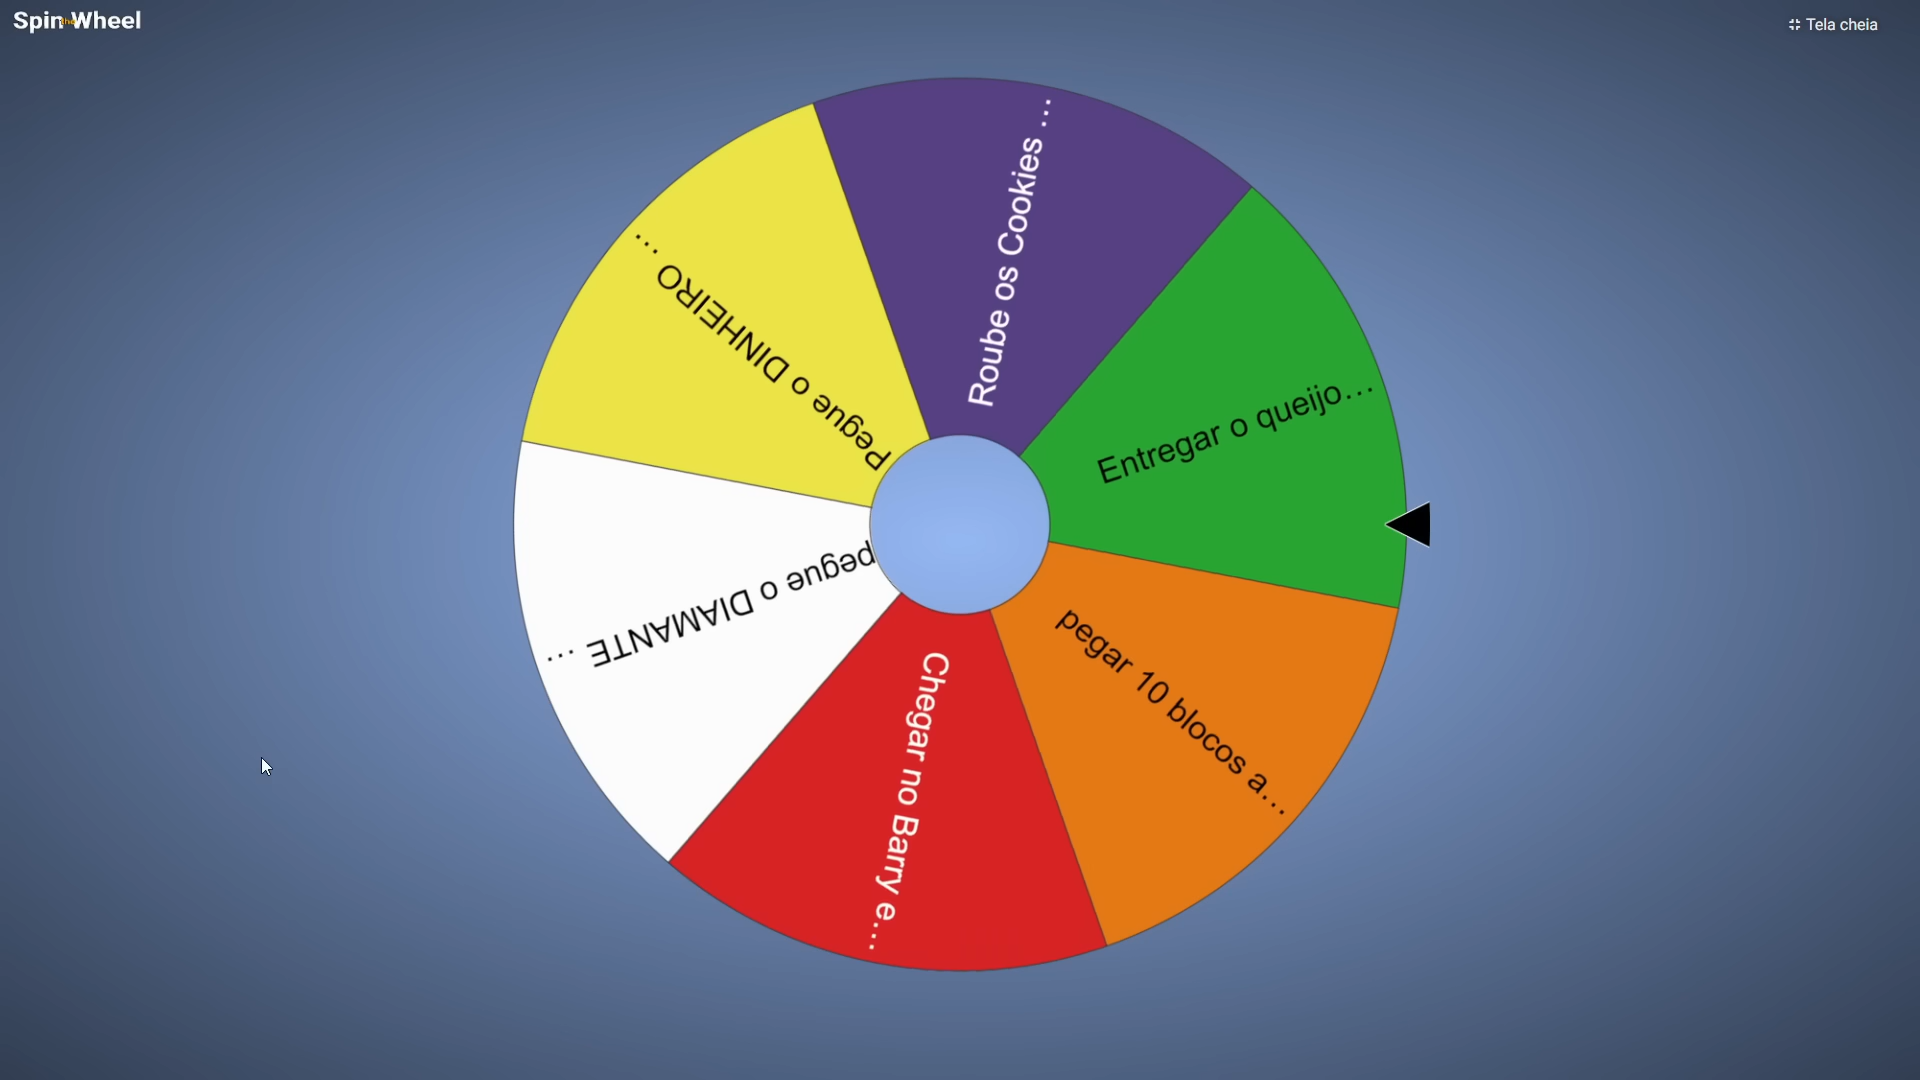 Spin the Wheel
Tela cheia
Roube os Cookies ...
Entregar o queijo...
pegar 10 blocos a...
Chegar no Barry e...
pegue o DIAMANTE ...
Pegue o DINHEIRO ...